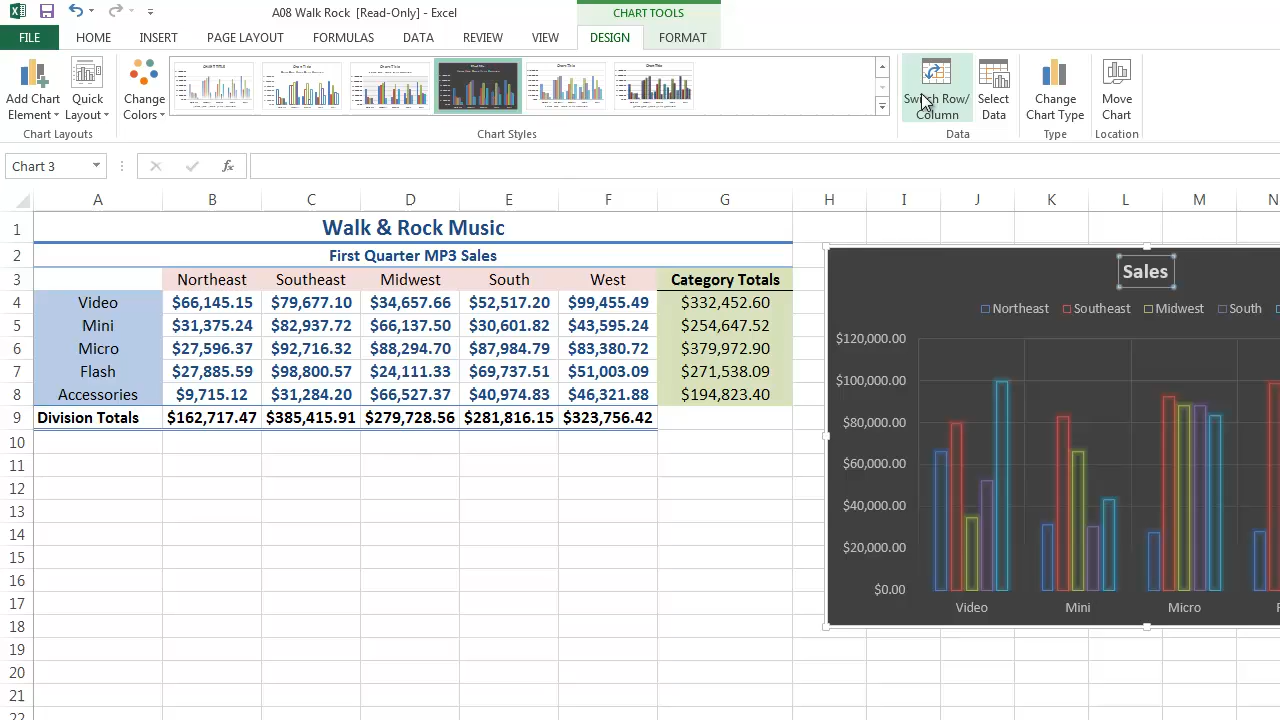 A08 Walk Rock [Read-Only] - Excel
CHART TOOLS
FILE HOME INSERT PAGE LAYOUT FORMULAS DATA REVIEW VIEW DESIGN FORMAT
Add Chart Element
Quick Layout
Change Colors
Switch Row/ Column
Select Data
Change Chart Type
Move Chart
Chart Layouts Chart Styles Data Type Location
Chart 3 fx
A B C D E F G H I J K L M N
1 Walk & Rock Music
2 First Quarter MP3 Sales
3 Northeast Southeast Midwest South West Category Totals
4 Video $66,145.15 $79,677.10 $34,657.66 $52,517.20 $99,455.49 $332,452.60
5 Mini $31,375.24 $82,937.72 $66,137.50 $30,601.82 $43,595.24 $254,647.52
6 Micro $27,596.37 $92,716.32 $88,294.70 $87,984.79 $83,380.72 $379,972.90
7 Flash $27,885.59 $98,800.57 $24,111.33 $69,737.51 $51,003.09 $271,538.09
8 Accessories $9,715.12 $31,284.20 $66,527.37 $40,974.83 $46,321.88 $194,823.40
9 Division Totals $162,717.47 $385,415.91 $279,728.56 $281,816.15 $323,756.42
10
11
12
13
14
15
16
17
18
19
20
21
22
Sales
Northeast Southeast Midwest South
$120,000.00
$100,000.00
$80,000.00
$60,000.00
$40,000.00
$20,000.00
$0.00
Video Mini Micro